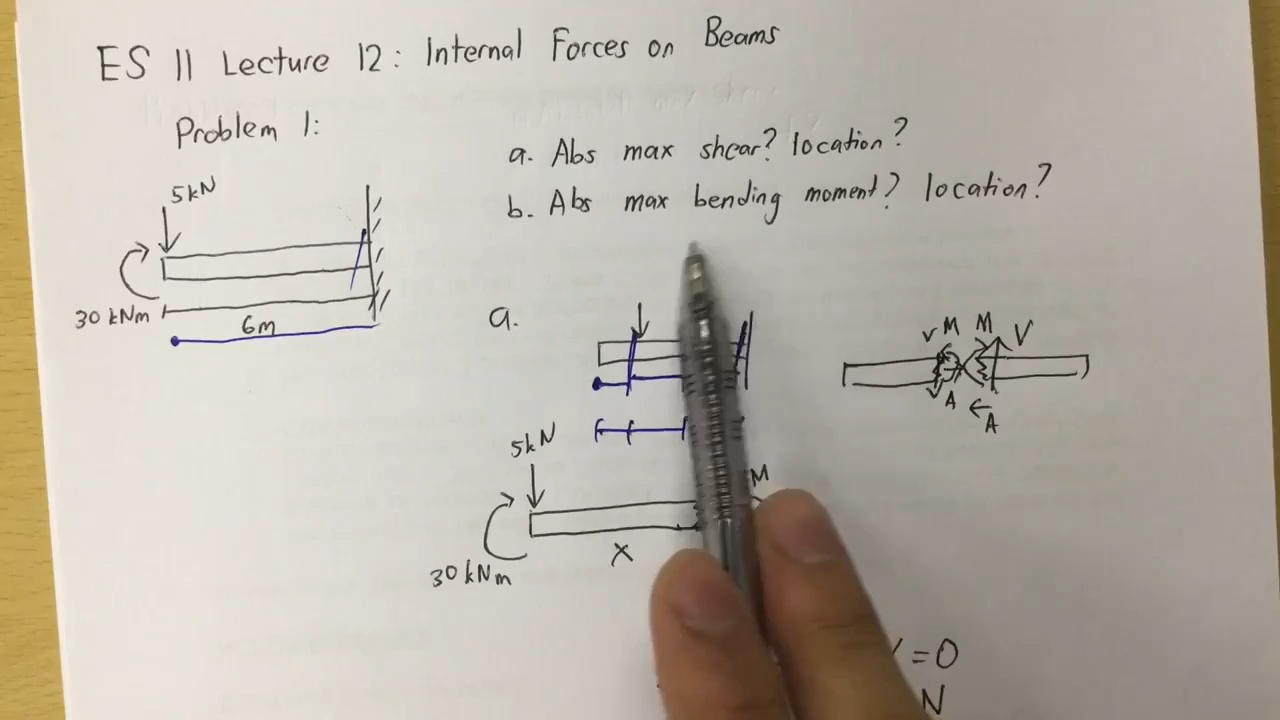 ES 11 Lecture 12: Internal Forces on Beams
Problem 1:
a. Abs max shear? location?
b. Abs max bending moment? location?
5kN
30 kNm
6m
a.
V M M V
A
A
5kN
M
30 kNm
X
=0
N